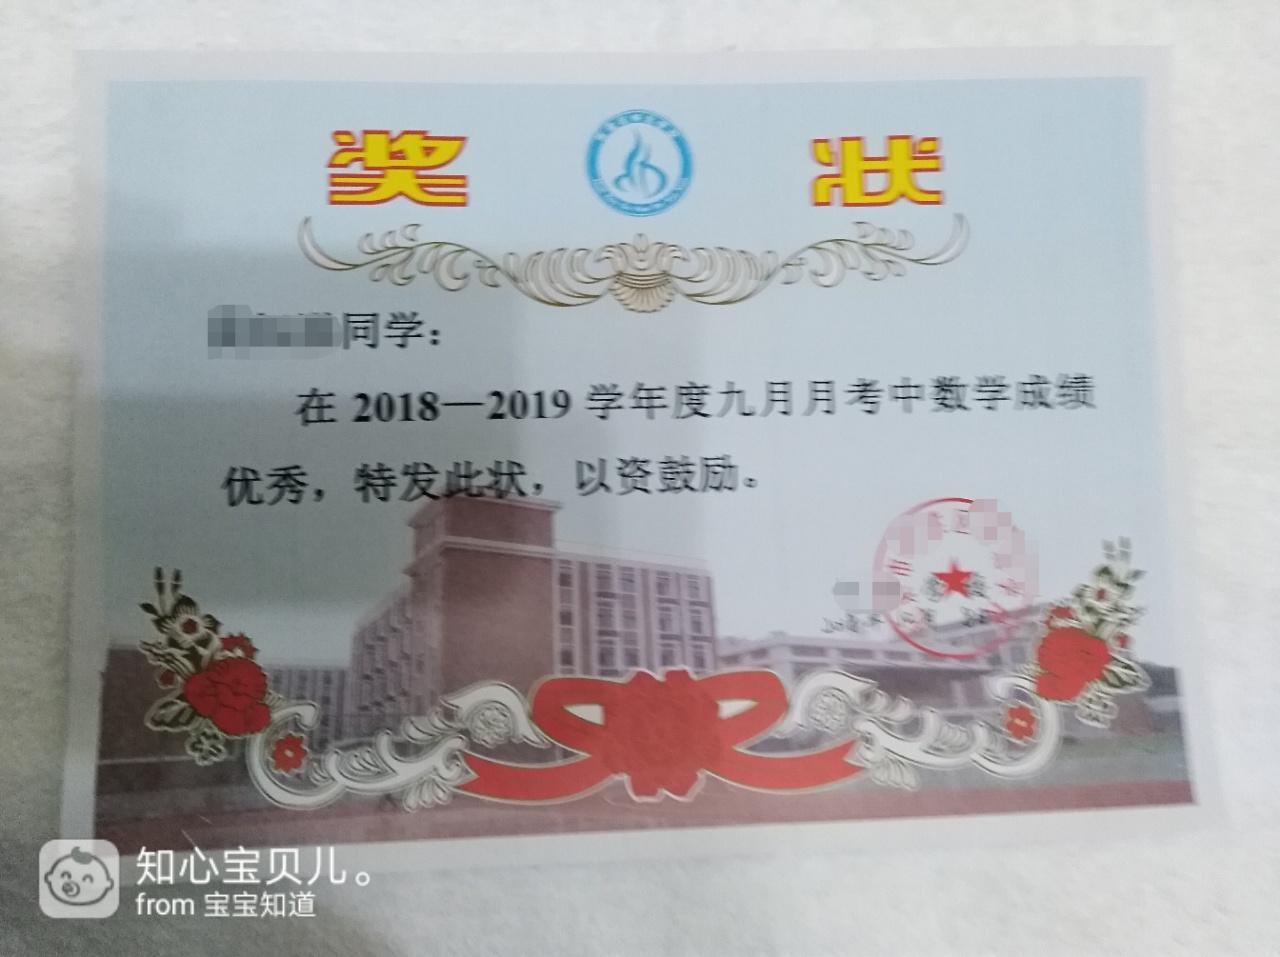 奖 状
同学：
在 2018—2019 学年度九月月考中数学成绩
优秀，特发此状，以资鼓励。
知心宝贝儿。
from 宝宝知道